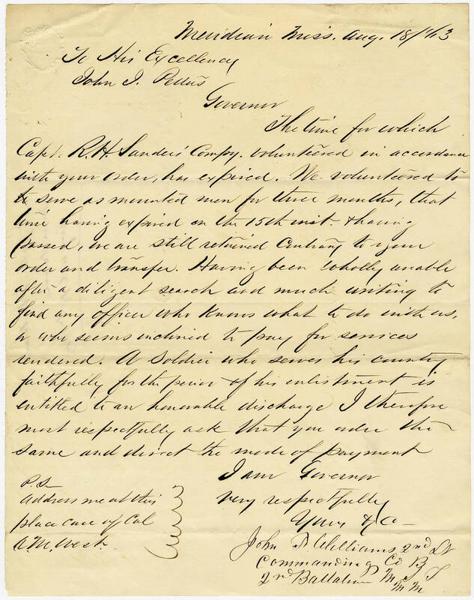 Meridian Miss. Aug. 18/63
To His Excellency
John J. Pettus
Governor
The time for which
Capt. R. H. Sanders' Compy. volunteered in accordance
with your order, has expired. We volunteered to
to serve as mounted men for three months, that
time having expired on the 15th inst. & having
passed, we are still retained contrary to your
order and transfer. Having been wholly unable
after a diligent search and much writing to
find any officer who knows what to do with us,
or who seems inclined to pay for services
rendered. A Soldier who serves his country
faithfully for the period of his enlistment is
entitled to an honorable discharge I therefore
most respectfully ask that you order the
same and direct the mode of payment
I am Governor
very respectfully
Yours &c
John D Williams 2nd Lt
Commanding Co B
2nd Battalion M. S. M M
P.S.
Address me at this
place care of Col
A. M. West.